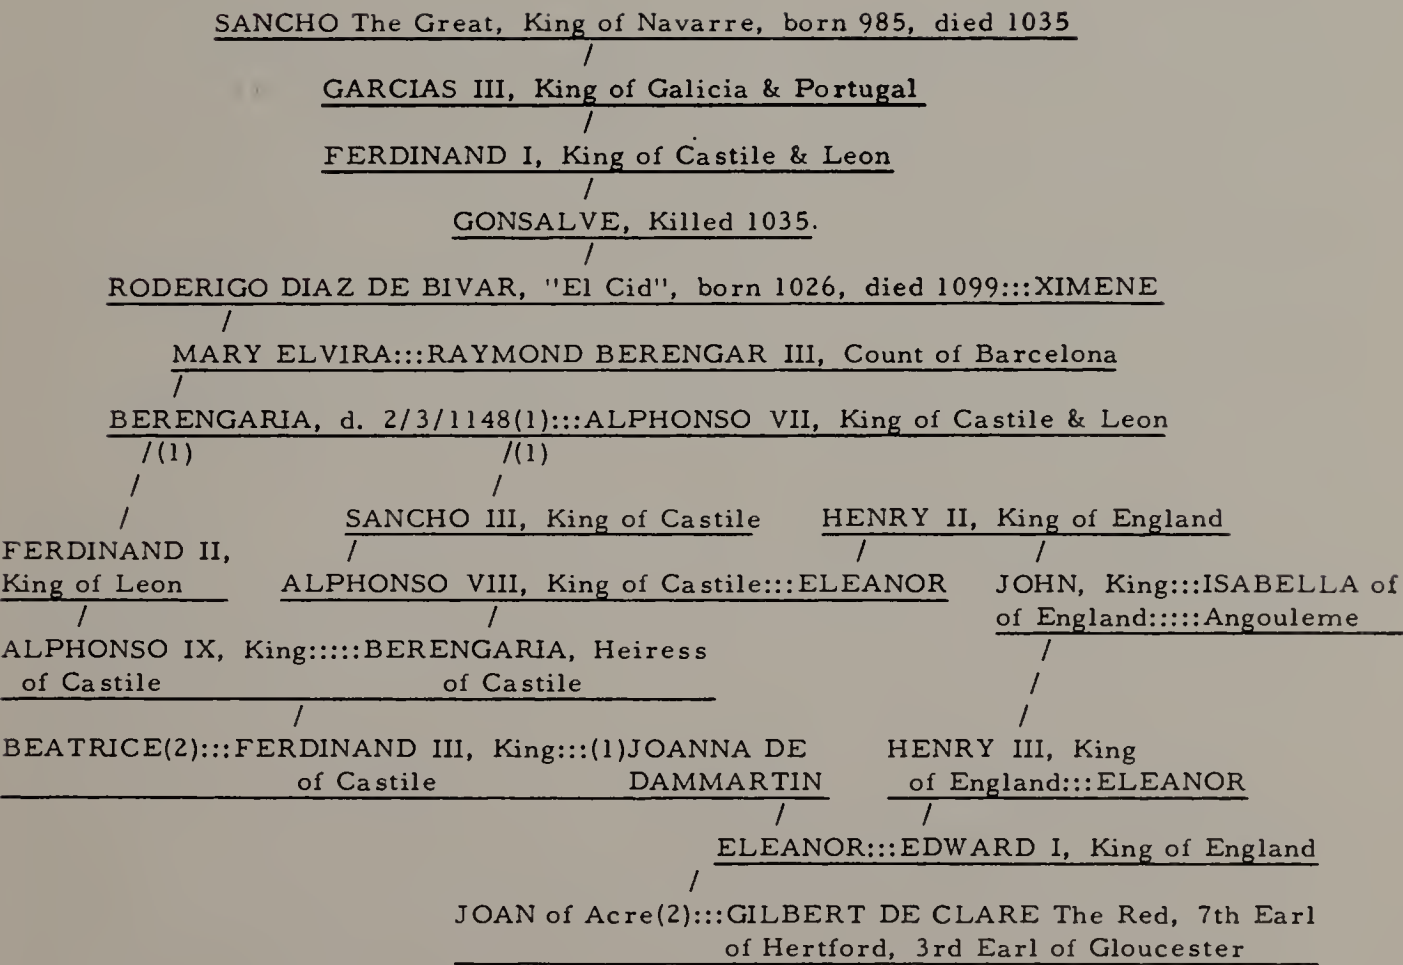 SANCHO The Great, King of Navarre, born 985, died 1035
/
GARCIAS III, King of Galicia & Portugal
/
FERDINAND I, King of Castile & Leon
/
GONSALVE, Killed 1035.
/
RODERIGO DIAZ DE BIVAR, "El Cid", born 1026, died 1099:::XIMENE
/
MARY ELVIRA:::RAYMOND BERENGAR III, Count of Barcelona
/
BERENGARIA, d. 2/3/1148(1):::ALPHONSO VII, King of Castile & Leon
/(1) /(1)
/ /
/ SANCHO III, King of Castile HENRY II, King of England
FERDINAND II, / / /
King of Leon ALPHONSO VIII, King of Castile:::ELEANOR JOHN, King:::ISABELLA of
/ / of England:::::Angouleme
ALPHONSO IX, King:::::BERENGARIA, Heiress /
of Castile of Castile /
/ /
BEATRICE(2):::FERDINAND III, King:::(1)JOANNA DE HENRY III, King
of Castile DAMMARTIN of England:::ELEANOR
/ /
ELEANOR:::EDWARD I, King of England
/
JOAN of Acre(2):::GILBERT DE CLARE The Red, 7th Earl
of Hertford, 3rd Earl of Gloucester